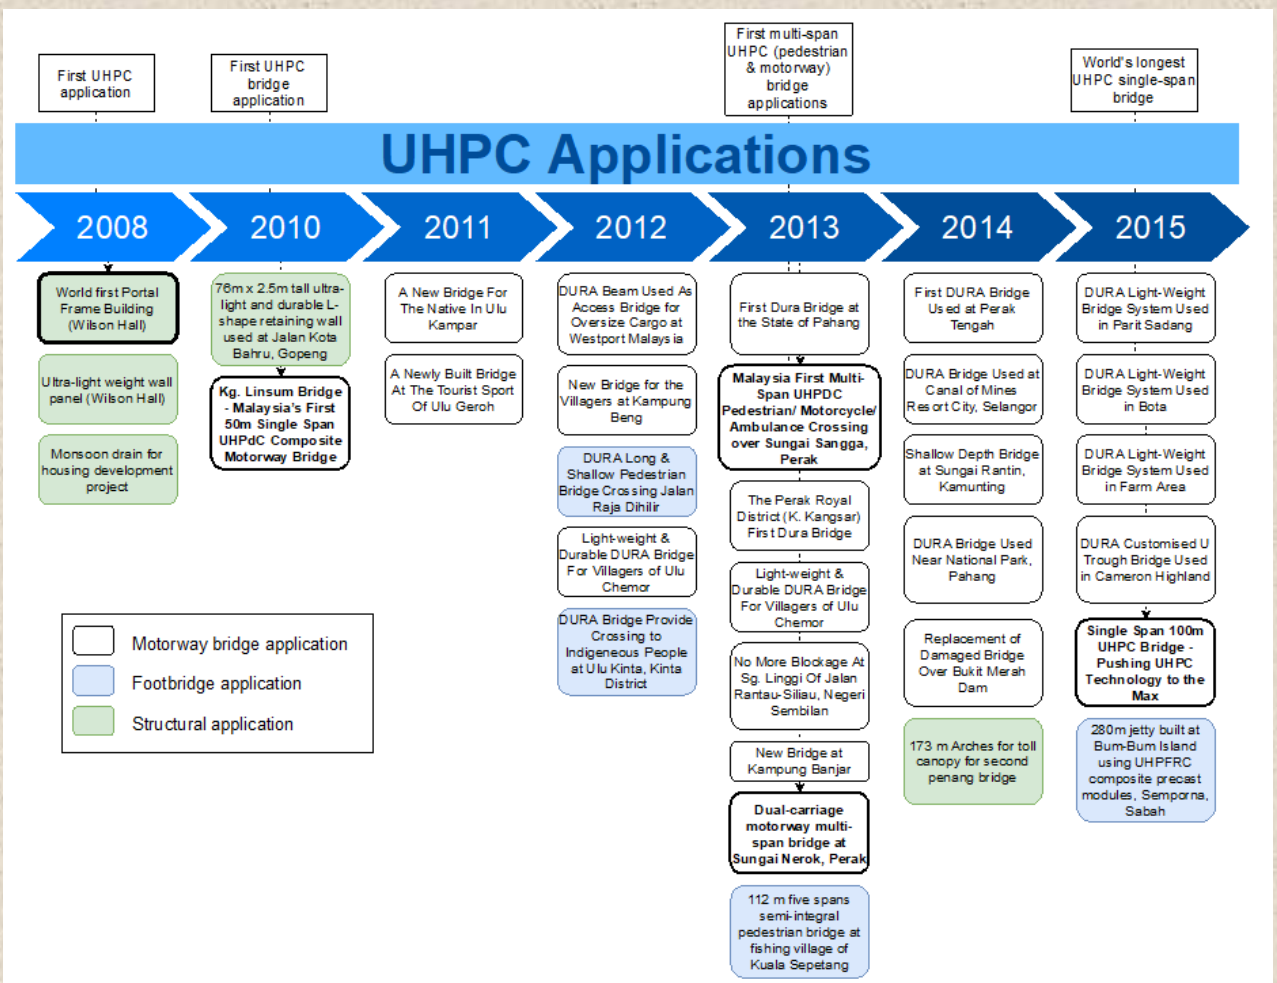 First UHPC
application
First UHPC
bridge
application
First multi-span
UHPC (pedestrian
& motorway)
bridge
applications
World's longest
UHPC single-span
bridge
UHPC Applications
2008
2010
2011
2012
2013
2014
2015
World first Portal
Frame Building
(Wilson Hall)
Ultra-light weight wall
panel (Wilson Hall)
Monsoon drain for
housing development
project
76m x 2.5m tall ultra-
light and durable L-
shape retaining wall
used at Jalan Kota
Bahru, Gopeng
Kg. Linsum Bridge
- Malaysia's First
50m Single Span
UHPdC Composite
Motorway Bridge
A New Bridge For
The Native In Ulu
Kampar
A Newly Built Bridge
At The Tourist Sport
Of Ulu Geroh
DURA Beam Used As
Access Bridge for
Oversize Cargo at
Westport Malaysia
New Bridge for the
Villagers at Kampung
Beng
DURA Long &
Shallow Pedestrian
Bridge Crossing Jalan
Raja Dihilir
Light-weight &
Durable DURA Bridge
For Villagers of Ulu
Chemor
DURA Bridge Provide
Crossing to
Indigeneous People
at Ulu Kinta, Kinta
District
First Dura Bridge at
the State of Pahang
Malaysia First Multi-
Span UHPDC
Pedestrian/ Motorcycle/
Ambulance Crossing
over Sungai Sangga,
Perak
The Perak Royal
District (K. Kangsar)
First Dura Bridge
Light-weight &
Durable DURA Bridge
For Villagers of Ulu
Chemor
No More Blockage At
Sg. Linggi Of Jalan
Rantau-Siliau, Negeri
Sembilan
New Bridge at
Kampung Banjar
Dual-carriage
motorway multi-
span bridge at
Sungai Nerok, Perak
112 m five spans
semi-integral
pedestrian bridge at
fishing village of
Kuala Sepetang
First DURA Bridge
Used at Perak
Tengah
DURA Bridge Used at
Canal of Mines
Resort City, Selangor
Shallow Depth Bridge
at Sungai Rantin,
Kamunting
DURA Bridge Used
Near National Park,
Pahang
Replacement of
Damaged Bridge
Over Bukit Merah
Dam
173 m Arches for toll
canopy for second
penang bridge
DURA Light-Weight
Bridge System Used
in Parit Sadang
DURA Light-Weight
Bridge System Used
in Bota
DURA Light-Weight
Bridge System Used
in Farm Area
DURA Customised U
Trough Bridge Used
in Cameron Highland
Single Span 100m
UHPC Bridge -
Pushing UHPC
Technology to the
Max
280m jetty built at
Bum-Bum Island
using UHPFRC
composite precast
modules, Semporna,
Sabah
Motorway bridge application
Footbridge application
Structural application